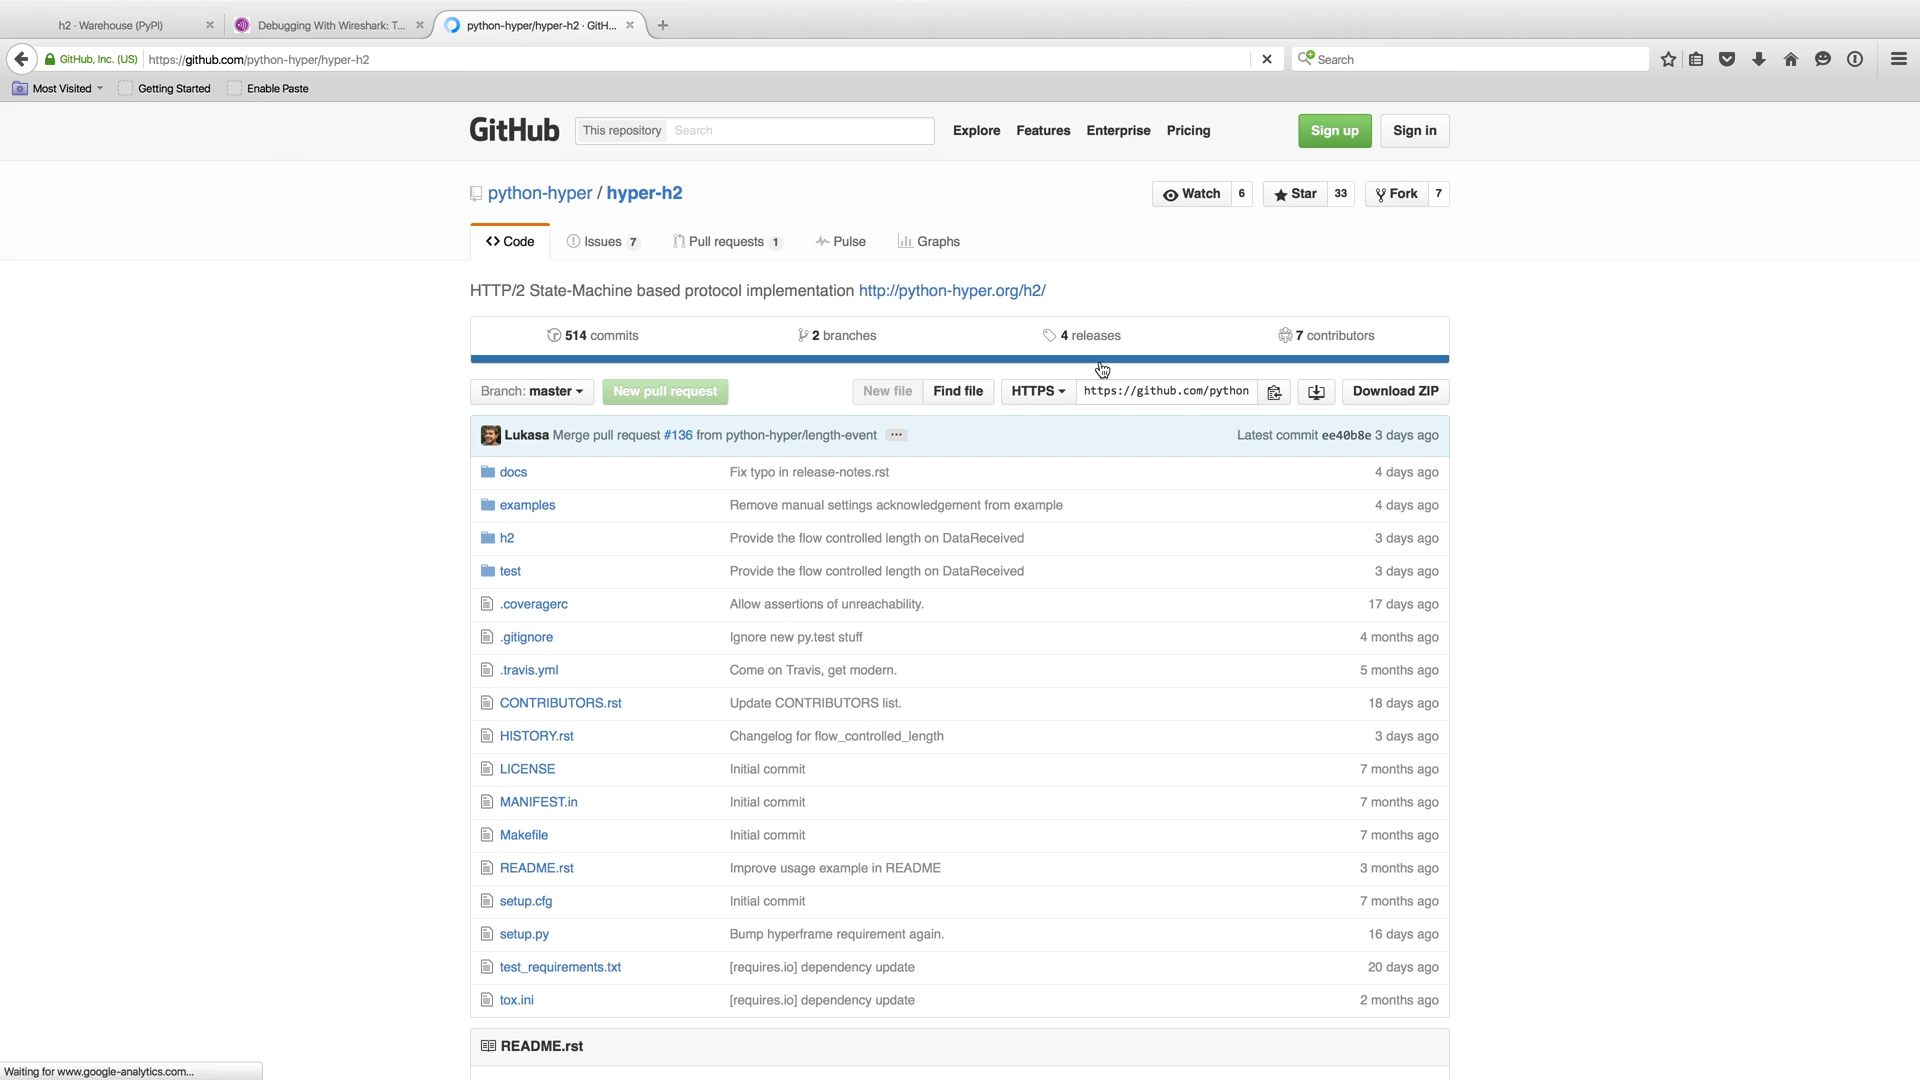 h2 · Warehouse (PyPI)
Debugging With Wireshark: T...
python-hyper/hyper-h2 · GitH...
GitHub, Inc. (US)
https://github.com/python-hyper/hyper-h2
Search
Most Visited
Getting Started
Enable Paste
GitHub
This repository
Search
Explore
Features
Enterprise
Pricing
Sign up
Sign in
python-hyper / hyper-h2
Watch 6
Star 33
Fork 7
Code
Issues 7
Pull requests 1
Pulse
Graphs
HTTP/2 State-Machine based protocol implementation http://python-hyper.org/h2/
514 commits
2 branches
4 releases
7 contributors
Branch: master
New pull request
New file
Find file
HTTPS
https://github.com/python
Download ZIP
Lukasa Merge pull request #136 from python-hyper/length-event ...
Latest commit ee40b8e 3 days ago
docs Fix typo in release-notes.rst 4 days ago
examples Remove manual settings acknowledgement from example 4 days ago
h2 Provide the flow controlled length on DataReceived 3 days ago
test Provide the flow controlled length on DataReceived 3 days ago
.coveragerc Allow assertions of unreachability. 17 days ago
.gitignore Ignore new py.test stuff 4 months ago
.travis.yml Come on Travis, get modern. 5 months ago
CONTRIBUTORS.rst Update CONTRIBUTORS list. 18 days ago
HISTORY.rst Changelog for flow_controlled_length 3 days ago
LICENSE Initial commit 7 months ago
MANIFEST.in Initial commit 7 months ago
Makefile Initial commit 7 months ago
README.rst Improve usage example in README 3 months ago
setup.cfg Initial commit 7 months ago
setup.py Bump hyperframe requirement again. 16 days ago
test_requirements.txt [requires.io] dependency update 20 days ago
tox.ini [requires.io] dependency update 2 months ago
README.rst
Waiting for www.google-analytics.com...